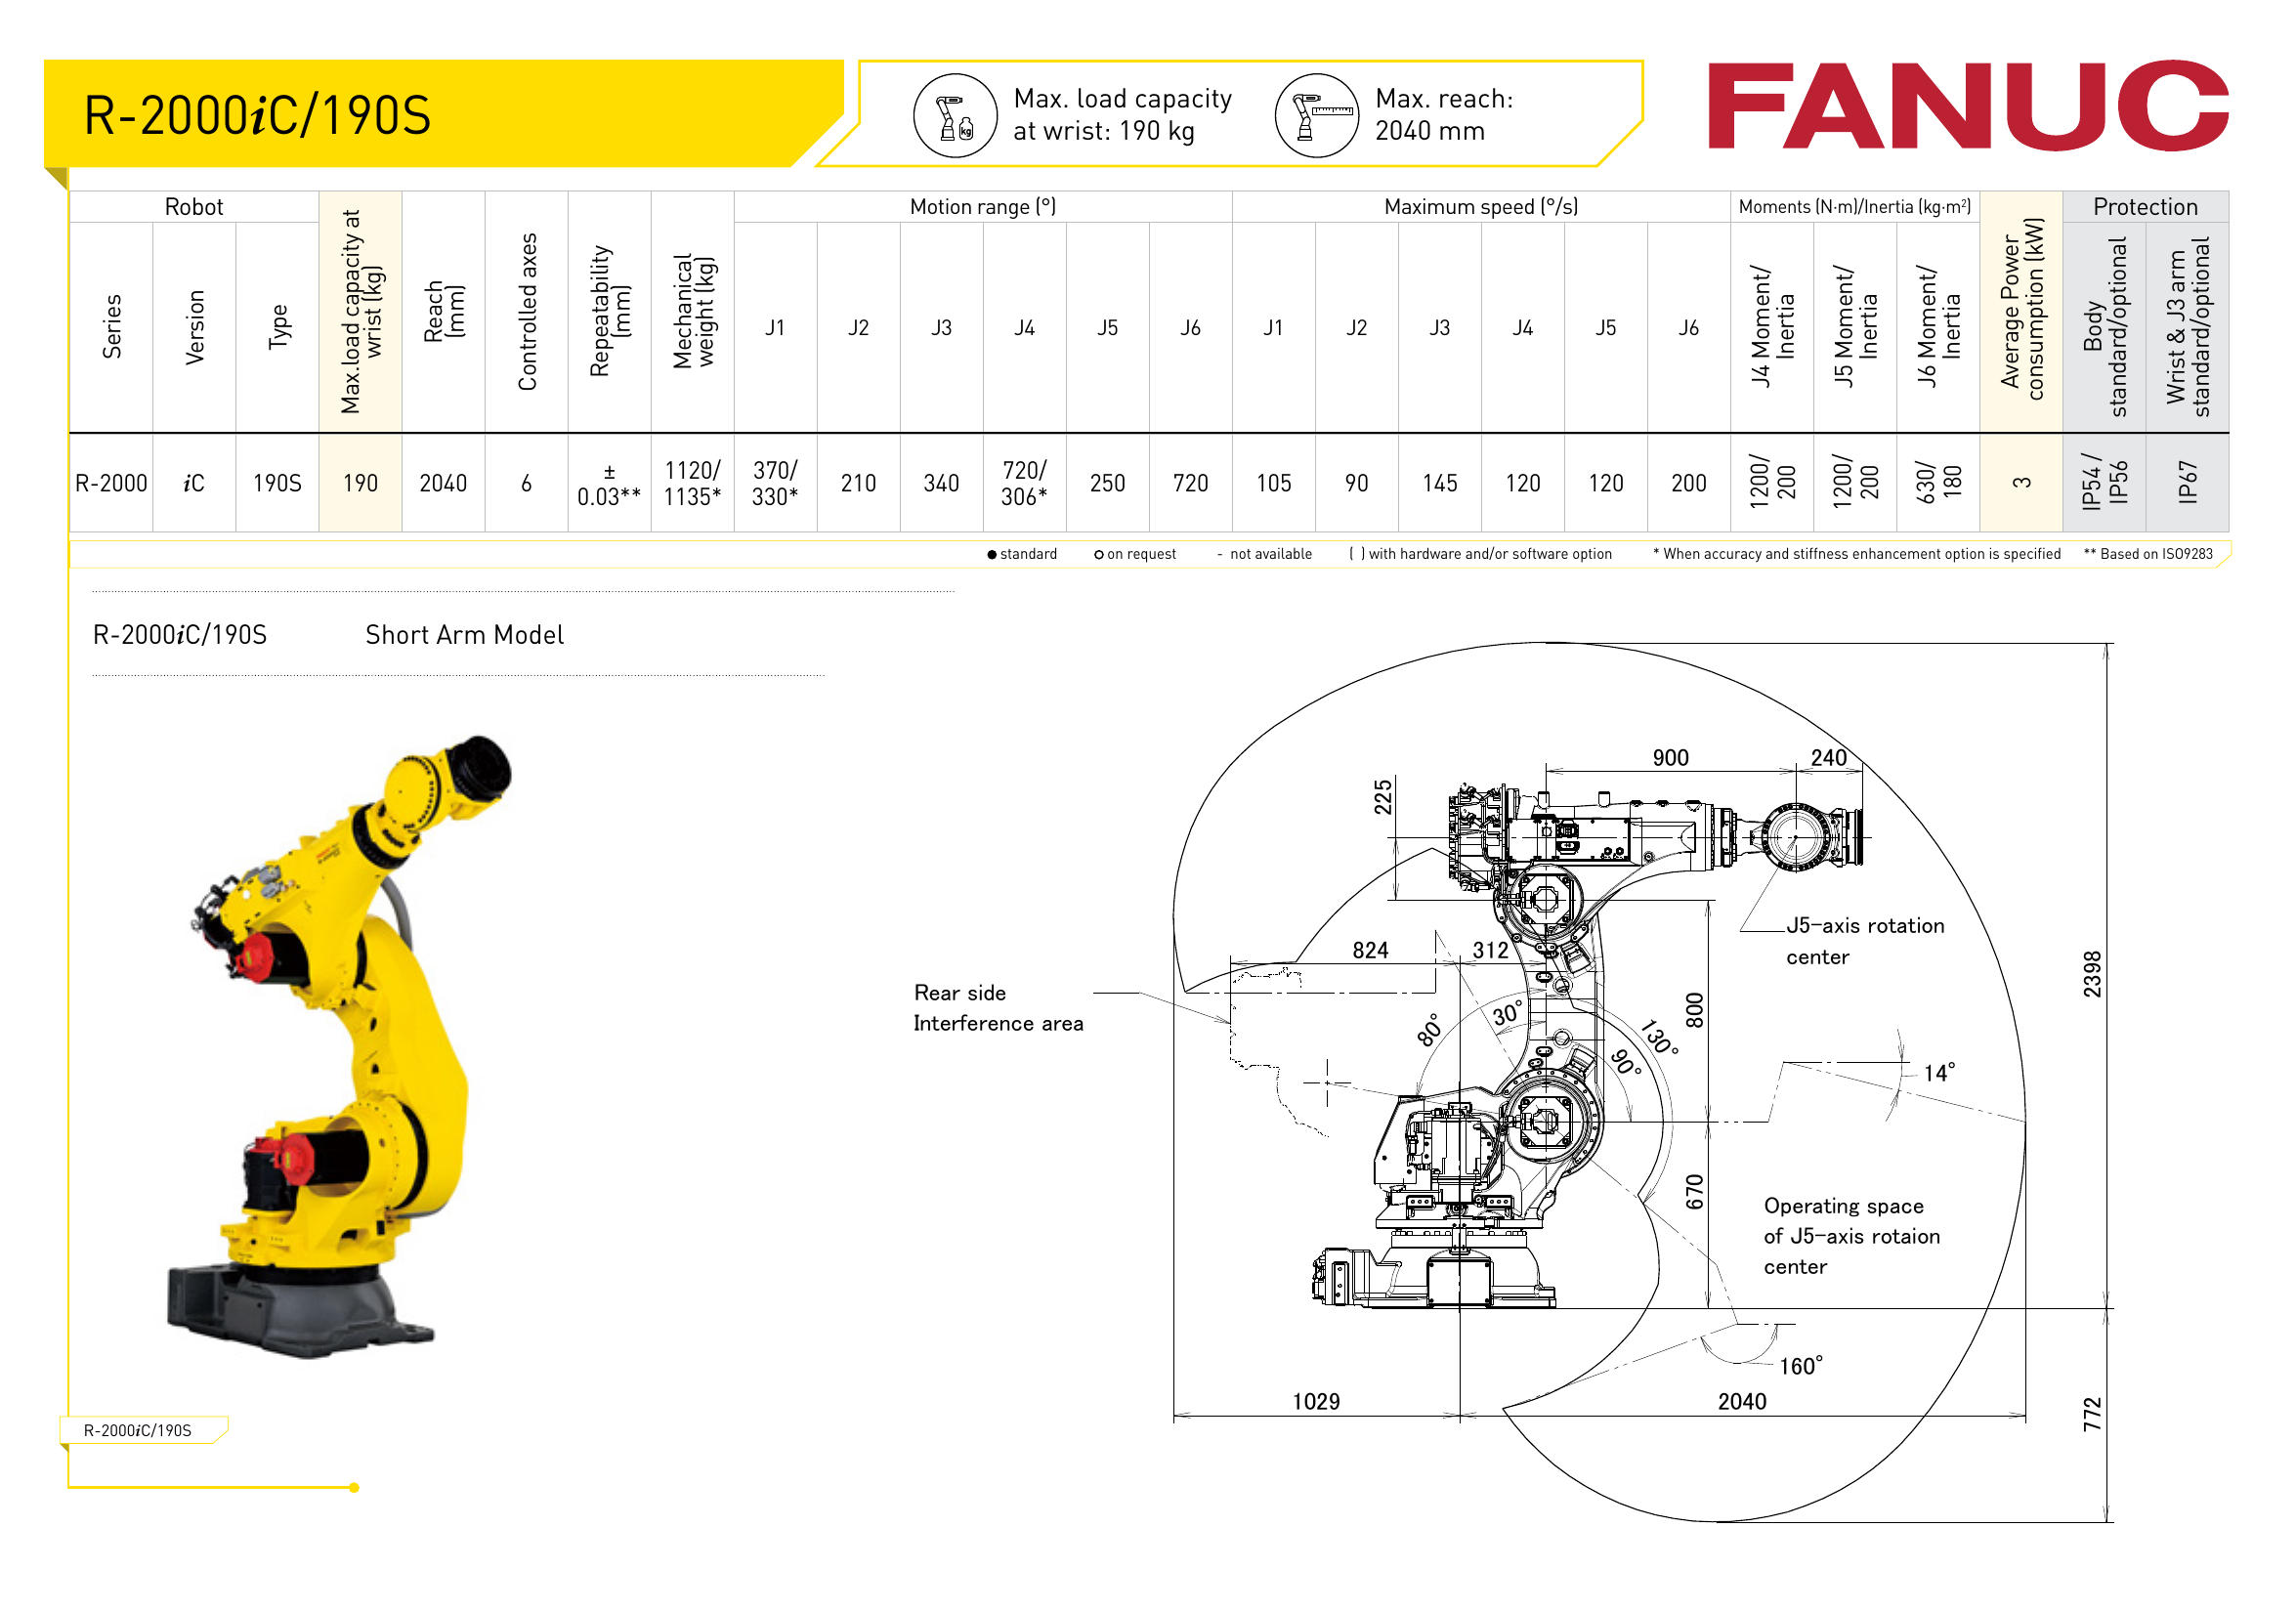 R-2000iC/190S
Max. load capacity
at wrist: 190 kg
kg
Max. reach:
2040 mm
FANUC
Robot
Motion range (°)
Maximum speed (°/s)
Moments (N·m)/Inertia (kg·m²)
Protection
Series
Version
Type
Max.load capacity at
wrist (kg)
Reach
(mm)
Controlled axes
Repeatability
(mm)
Mechanical
weight (kg)
J1
J2
J3
J4
J5
J6
J1
J2
J3
J4
J5
J6
J4 Moment/
Inertia
J5 Moment/
Inertia
J6 Moment/
Inertia
Average Power
consumption (kW)
Body
standard/optional
Wrist & J3 arm
standard/optional
R-2000
iC
190S
190
2040
6
±
0.03**
1120/
1135*
370/
330*
210
340
720/
306*
250
720
105
90
145
120
120
200
1200/
200
1200/
200
630/
180
3
IP54 /
IP56
IP67
● standard ○ on request - not available ( ) with hardware and/or software option * When accuracy and stiffness enhancement option is specified ** Based on ISO9283
R-2000iC/190S Short Arm Model
900
240
225
J5-axis rotation
center
824
312
2398
Rear side
Interference area
800
80°
30°
130°
90°
14°
670
Operating space
of J5-axis rotaion
center
160°
1029
2040
772
R-2000iC/190S